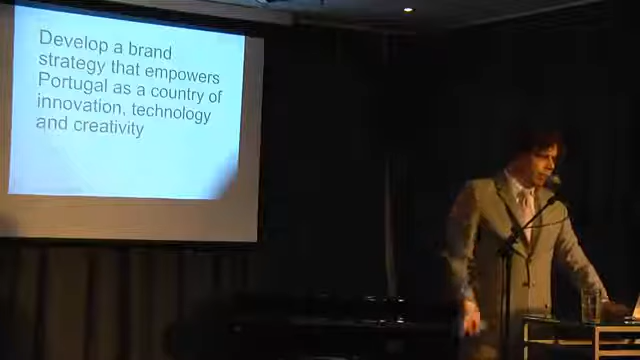 Develop a brand
strategy that empowers
Portugal as a country of
innovation, technology
and creativity